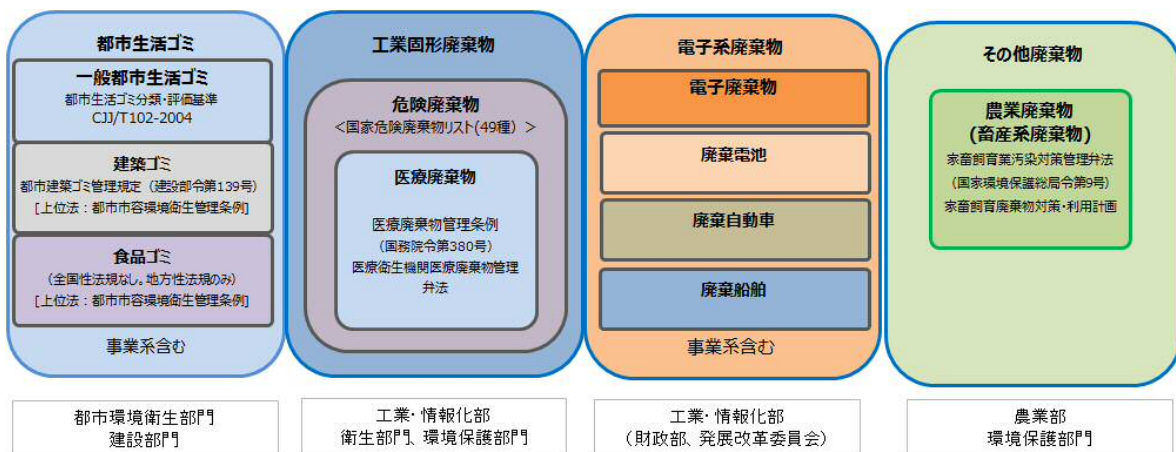 都市生活ゴミ
一般都市生活ゴミ
都市生活ゴミ分類・評価基準
CJJ/T102-2004
建築ゴミ
都市建築ゴミ管理規定（建設部令第139号）
[上位法：都市市容環境衛生管理条例]
食品ゴミ
（全国性法規なし。地方性法規のみ）
[上位法：都市市容環境衛生管理条例]
事業系含む
都市環境衛生部門
建設部門
工業固形廃棄物
危険廃棄物
＜国家危険廃棄物リスト(49種）＞
医療廃棄物
医療廃棄物管理条例
（国務院令第380号）
医療衛生機関医療廃棄物管理
弁法
工業・情報化部
衛生部門、環境保護部門
電子系廃棄物
電子廃棄物
廃棄電池
廃棄自動車
廃棄船舶
事業系含む
工業・情報化部
（財政部、発展改革委員会）
その他廃棄物
農業廃棄物
(畜産系廃棄物)
家畜飼育業汚染対策管理弁法
（国家環境保護総局令第9号）
家畜飼育廃棄物対策・利用計画
農業部
環境保護部門